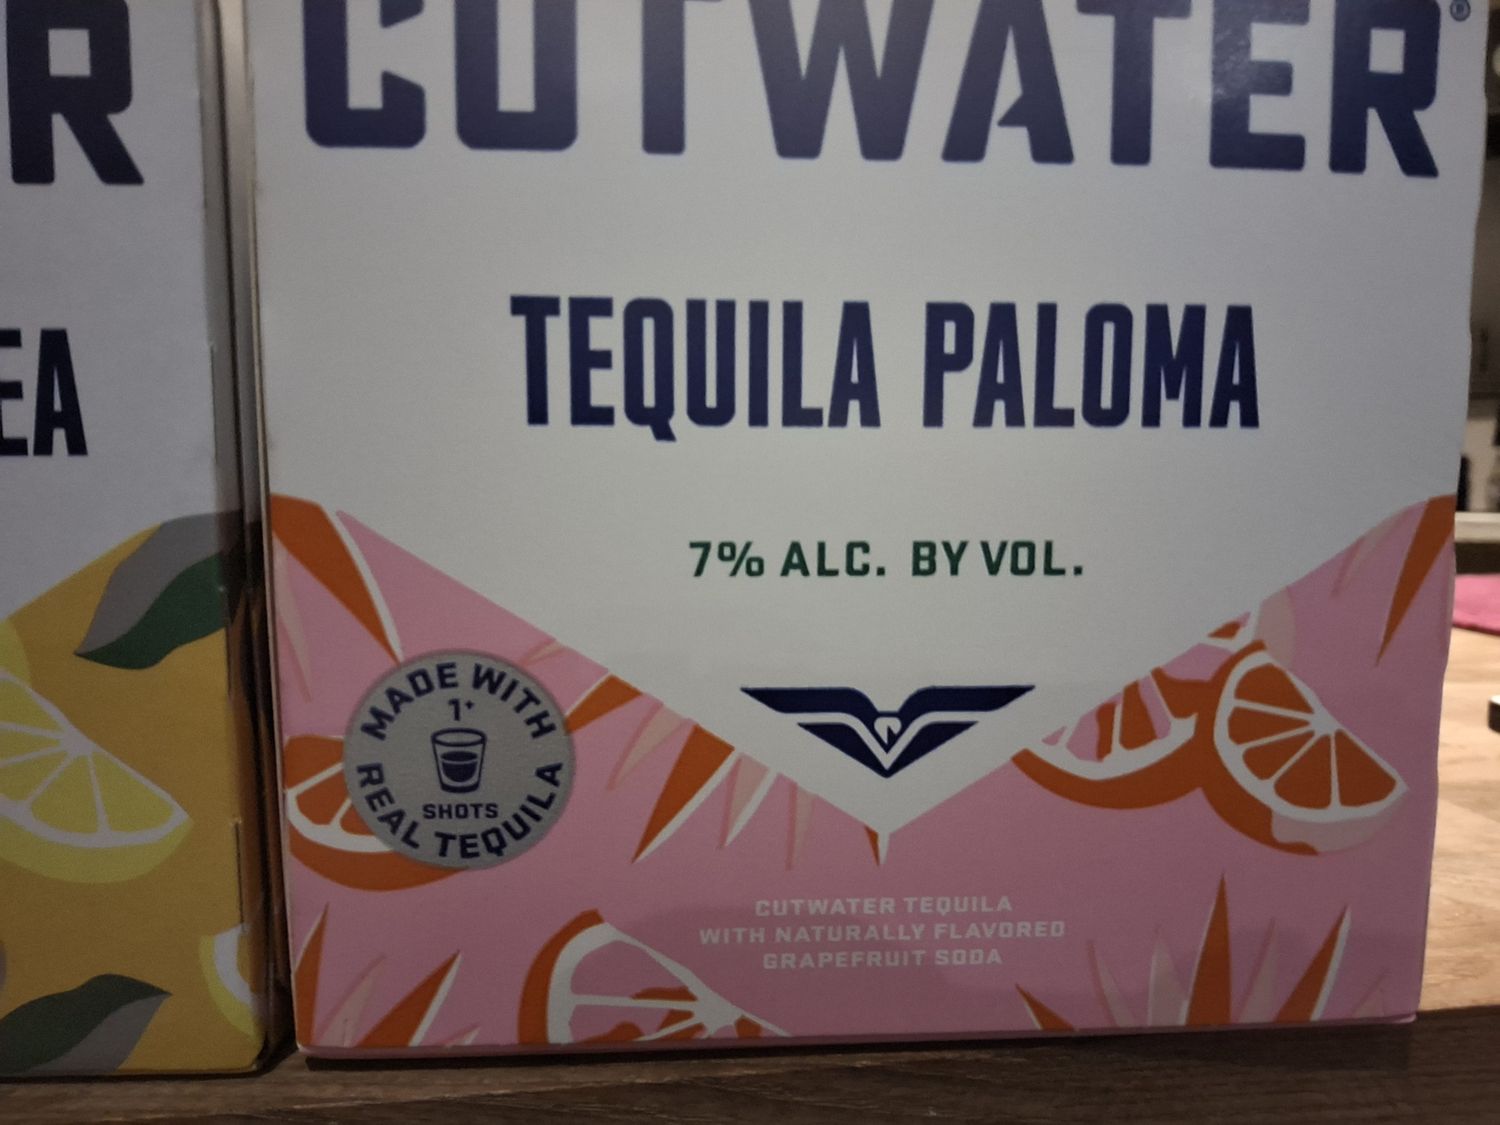 R
EA
CUTWATER®
TEQUILA PALOMA
7% ALC. BY VOL.
MADE WITH
1+
SHOTS
REAL TEQUILA
CUTWATER TEQUILA
WITH NATURALLY FLAVORED
GRAPEFRUIT SODA